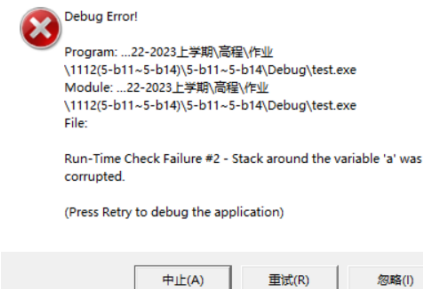 Debug Error!
Program: ...22-2023上学期\高程\作业
\1112(5-b11~5-b14)\5-b11~5-b14\Debug\test.exe
Module: ...22-2023上学期\高程\作业
\1112(5-b11~5-b14)\5-b11~5-b14\Debug\test.exe
File:
Run-Time Check Failure #2 - Stack around the variable 'a' was
corrupted.
(Press Retry to debug the application)
中止(A) 重试(R) 忽略(I)